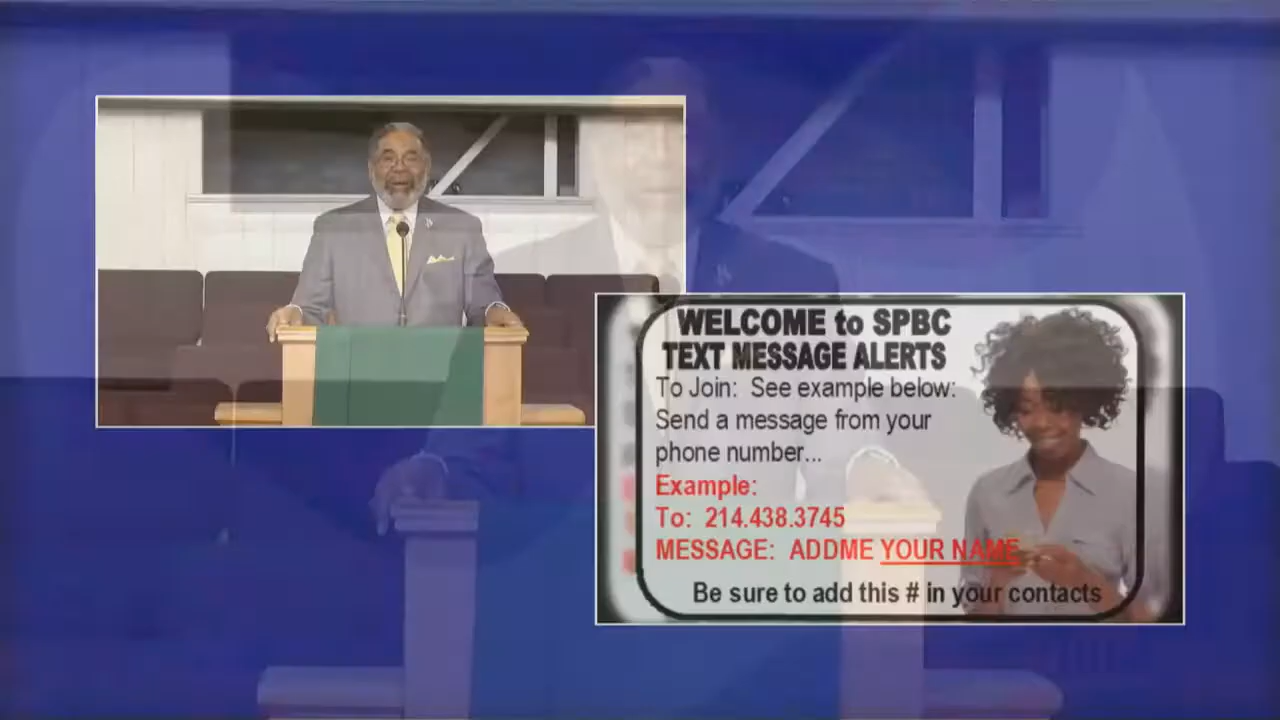 WELCOME to SPBC
TEXT MESSAGE ALERTS
To Join: See example below:
Send a message from your
phone number...
Example:
To: 214.438.3745
MESSAGE: ADDME YOUR NAME
Be sure to add this # in your contacts